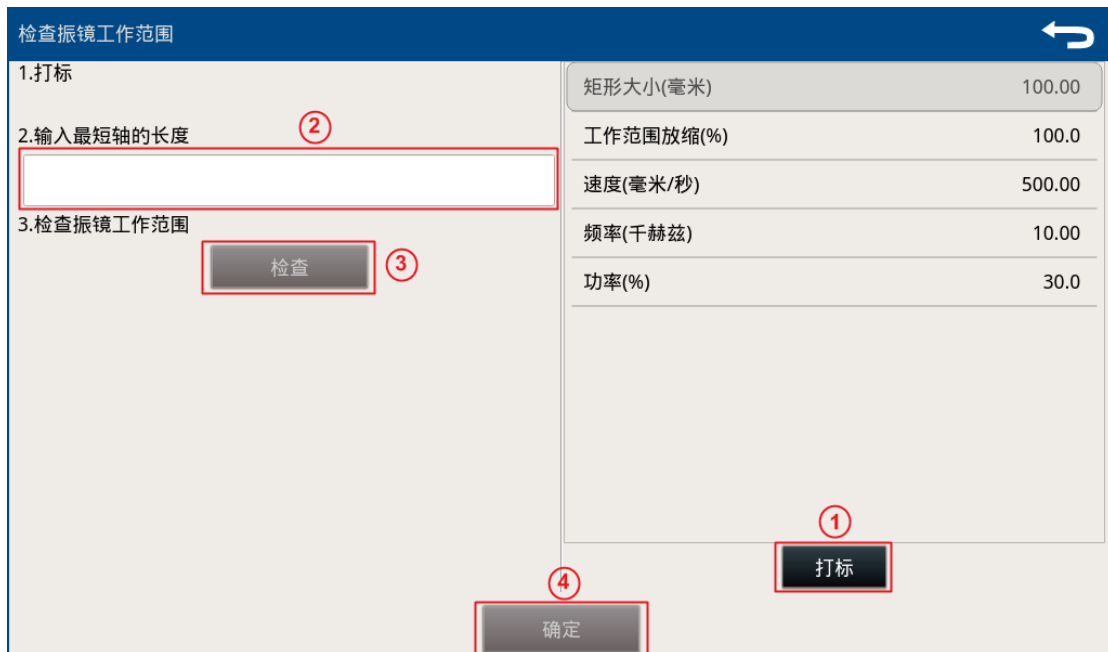 检查振镜工作范围
1.打标
2.输入最短轴的长度
②
3.检查振镜工作范围
检查
③
矩形大小(毫米) 100.00
工作范围放缩(%) 100.0
速度(毫米/秒) 500.00
频率(千赫兹) 10.00
功率(%) 30.0
①
打标
④
确定